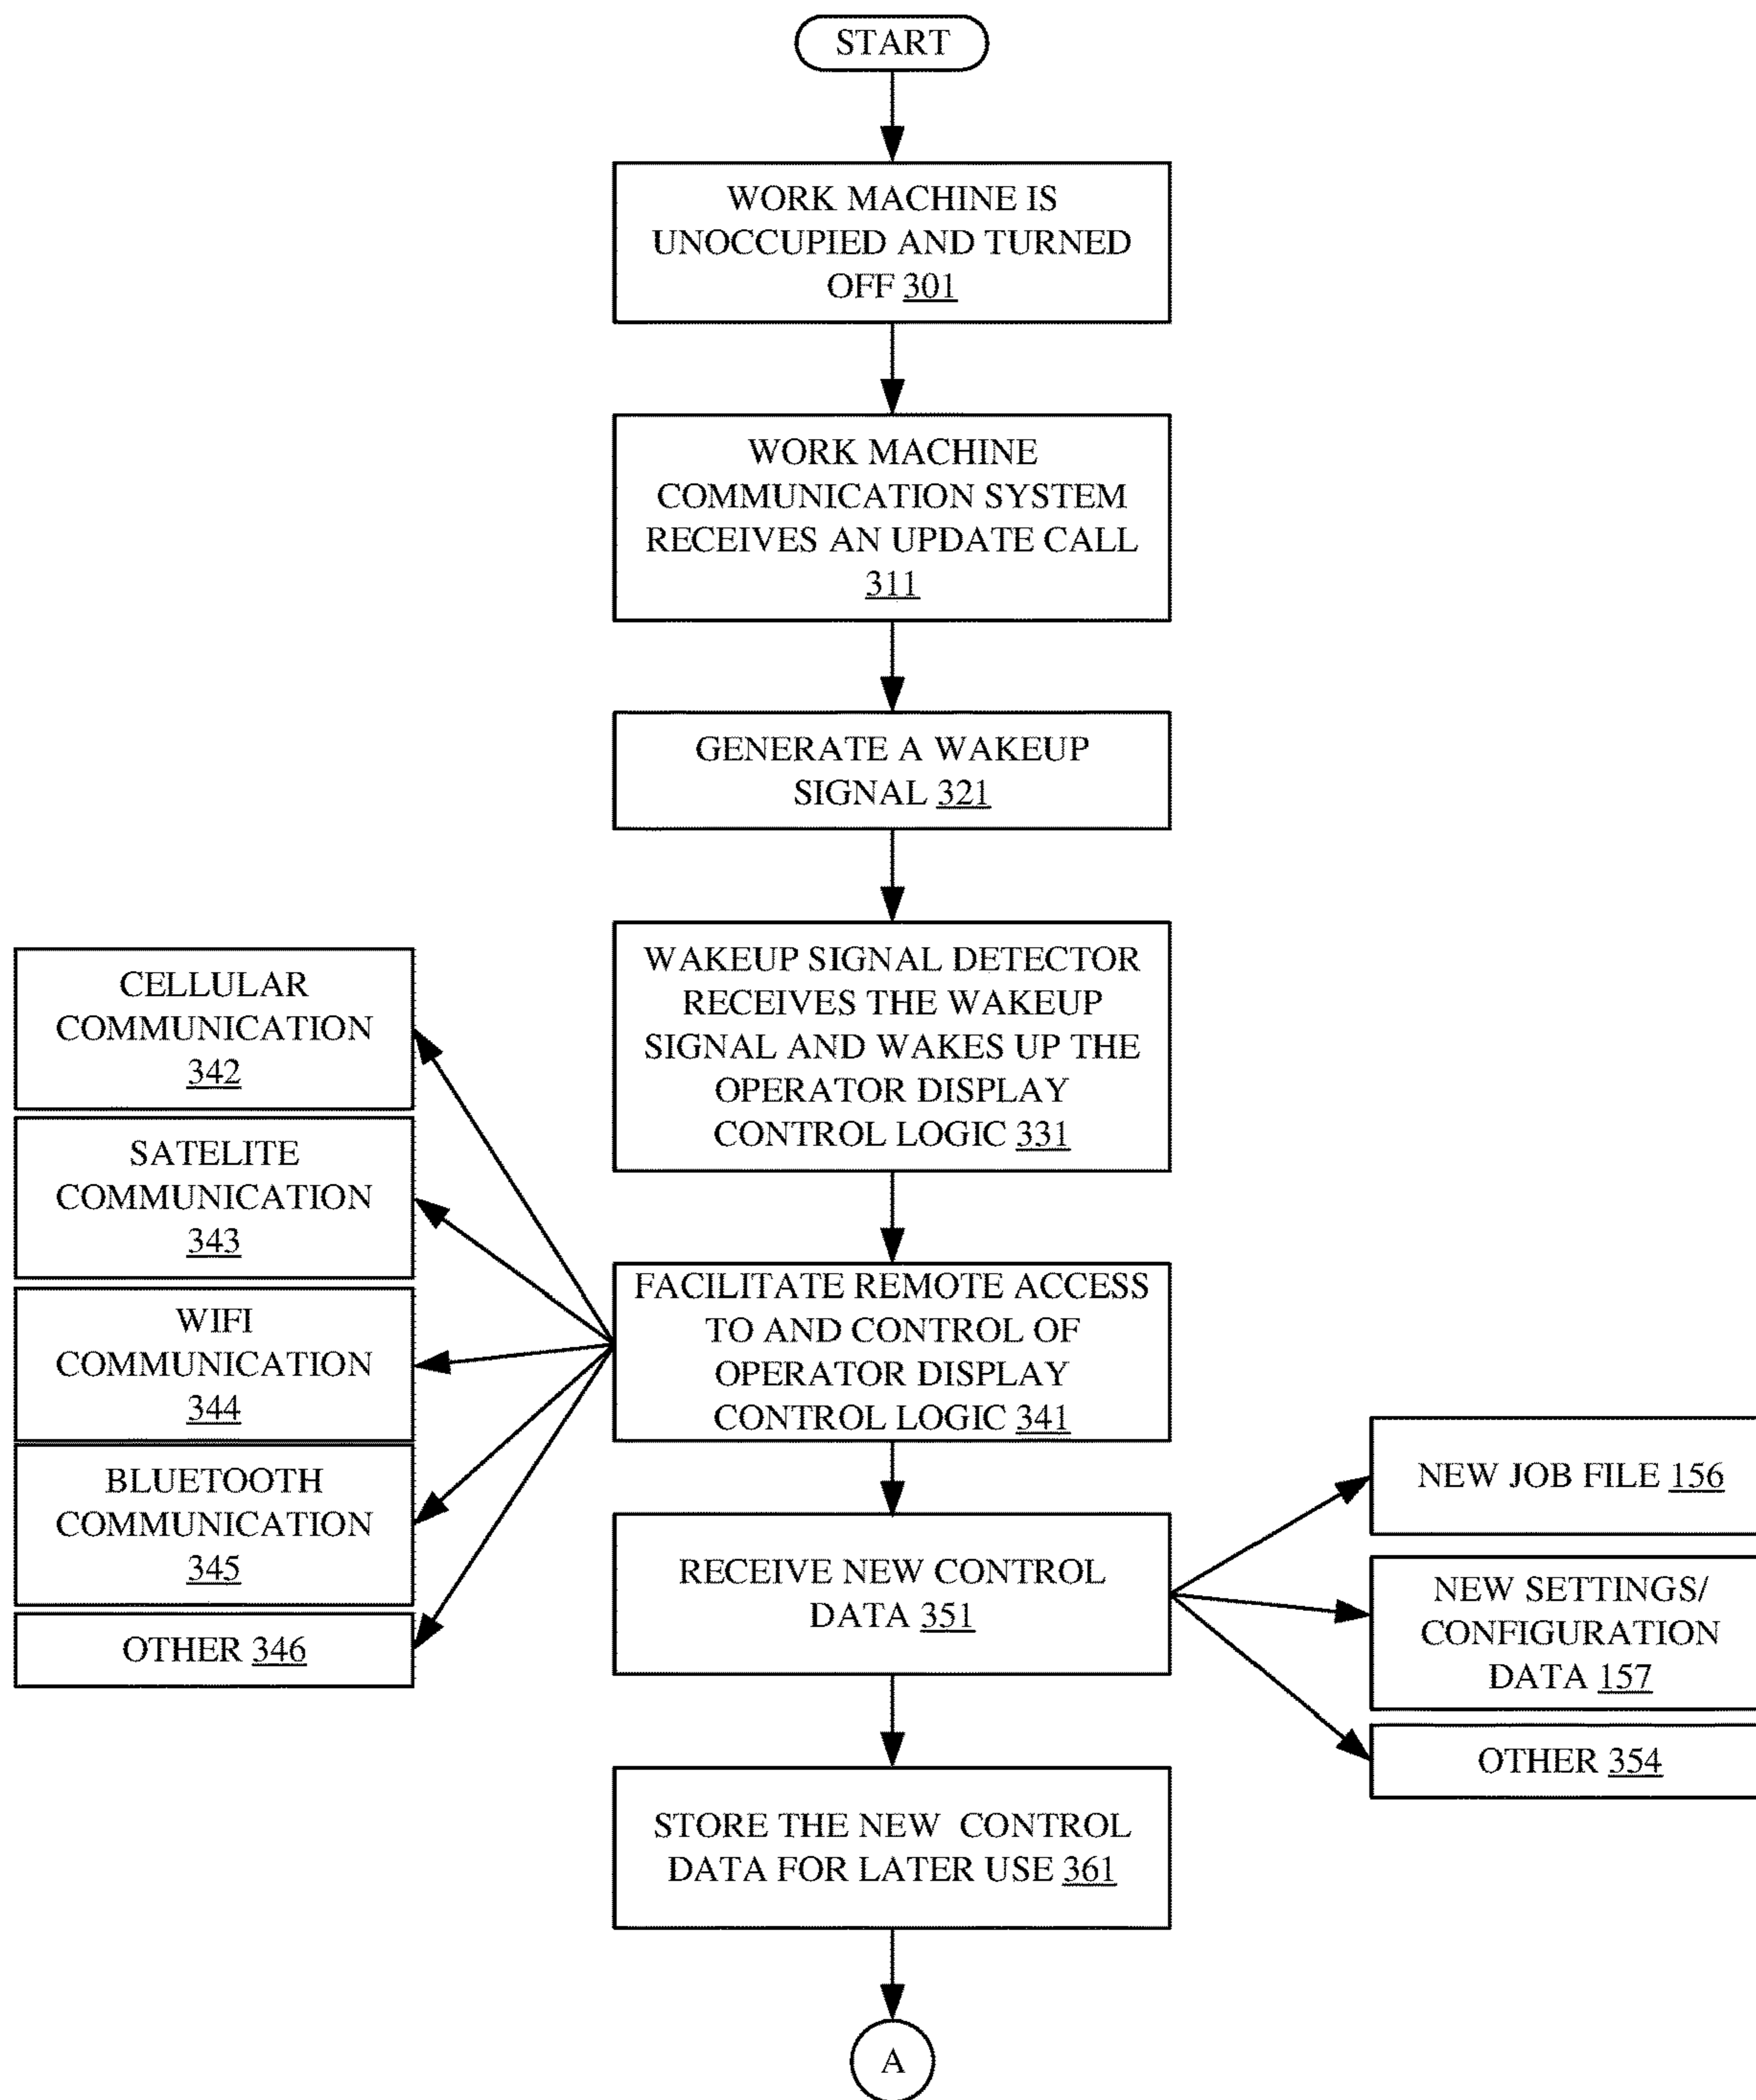 START
WORK MACHINE IS
UNOCCUPIED AND TURNED
OFF 301
WORK MACHINE
COMMUNICATION SYSTEM
RECEIVES AN UPDATE CALL
311
GENERATE A WAKEUP
SIGNAL 321
WAKEUP SIGNAL DETECTOR
RECEIVES THE WAKEUP
SIGNAL AND WAKES UP THE
OPERATOR DISPLAY
CONTROL LOGIC 331
FACILITATE REMOTE ACCESS
TO AND CONTROL OF
OPERATOR DISPLAY
CONTROL LOGIC 341
CELLULAR
COMMUNICATION
342
SATELITE
COMMUNICATION
343
WIFI
COMMUNICATION
344
BLUETOOTH
COMMUNICATION
345
OTHER 346
RECEIVE NEW CONTROL
DATA 351
NEW JOB FILE 156
NEW SETTINGS/
CONFIGURATION
DATA 157
OTHER 354
STORE THE NEW CONTROL
DATA FOR LATER USE 361
A